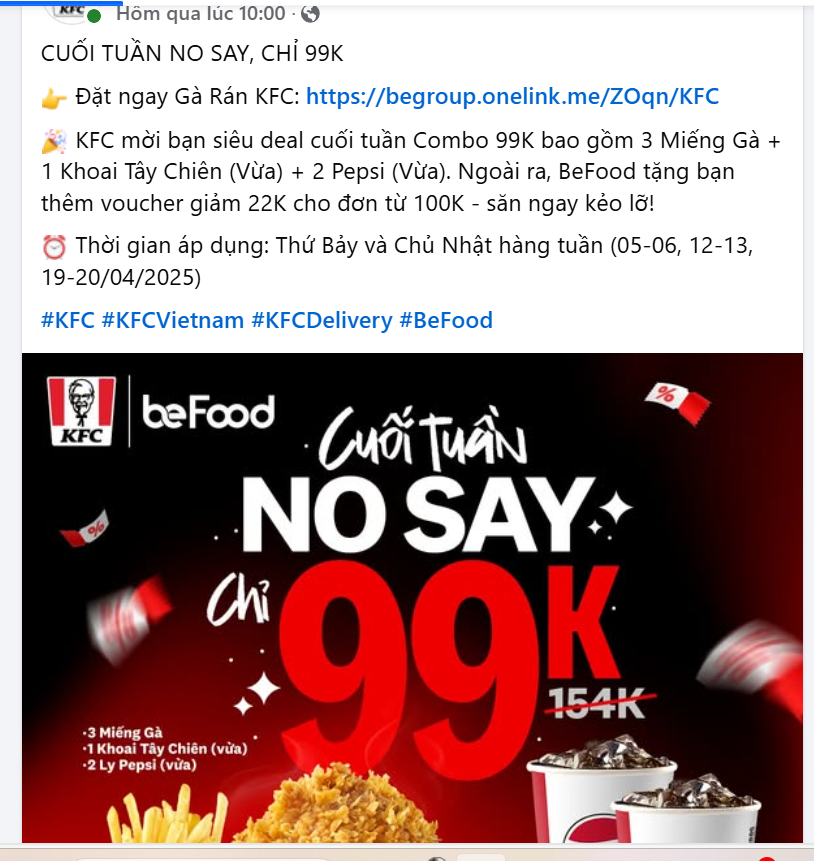 KFC
Hôm qua lúc 10:00 ·
CUỐI TUẦN NO SAY, CHỈ 99K
👉 Đặt ngay Gà Rán KFC: https://begroup.onelink.me/ZOqn/KFC
🎉 KFC mời bạn siêu deal cuối tuần Combo 99K bao gồm 3 Miếng Gà +
1 Khoai Tây Chiên (Vừa) + 2 Pepsi (Vừa). Ngoài ra, BeFood tặng bạn
thêm voucher giảm 22K cho đơn từ 100K - săn ngay kẻo lỡ!
⏰ Thời gian áp dụng: Thứ Bảy và Chủ Nhật hàng tuần (05-06, 12-13,
19-20/04/2025)
#KFC #KFCVietnam #KFCDelivery #BeFood
KFC
beFood
%
Cuối Tuần
NO SAY
%
Chỉ
99K
154K
·3 Miếng Gà
·1 Khoai Tây Chiên (vừa)
·2 Ly Pepsi (vừa)